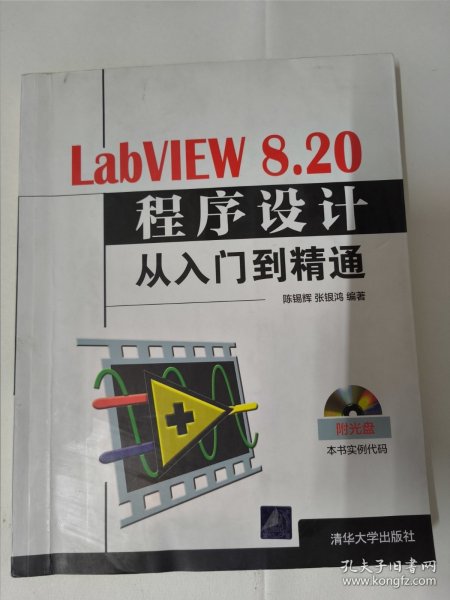 LabVIEW 8.20
程序设计
从入门到精通
陈锡辉 张银鸿 编著
附光盘
本书实例代码
清华大学出版社
孔夫子旧书网
www.kongfz.com